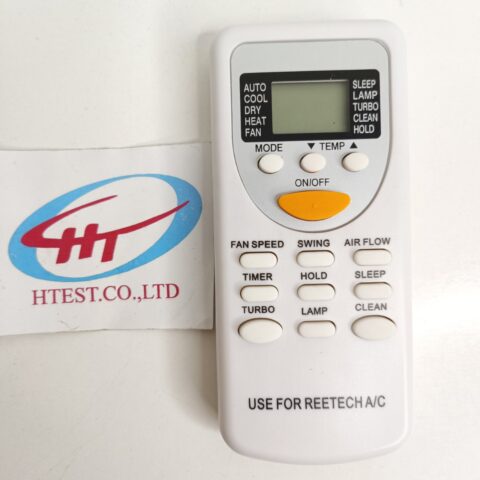 AUTO
COOL
DRY
HEAT
FAN
SLEEP
LAMP
TURBO
CLEAN
HOLD
MODE ▼ TEMP ▲
ON/OFF
FAN SPEED SWING AIR FLOW
TIMER HOLD SLEEP
TURBO LAMP CLEAN
USE FOR REETECH A/C
HT
HTEST.CO.,LTD